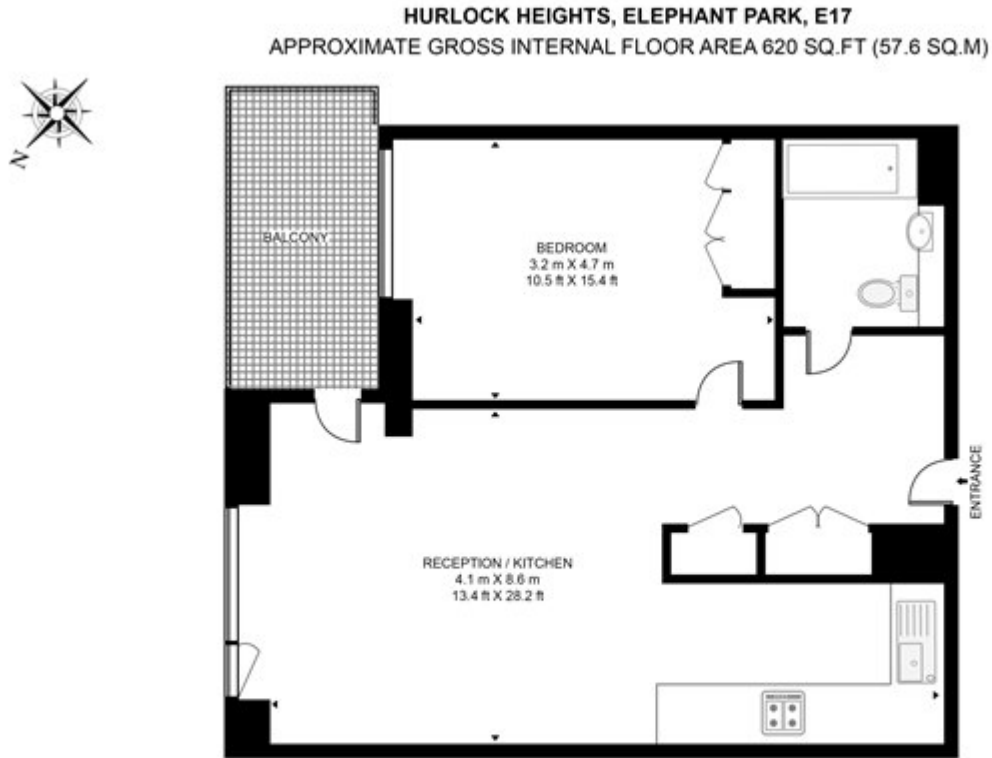 HURLOCK HEIGHTS, ELEPHANT PARK, E17
APPROXIMATE GROSS INTERNAL FLOOR AREA 620 SQ.FT (57.6 SQ.M)
N
BALCONY
BEDROOM
3.2 m X 4.7 m
10.5 ft X 15.4 ft
ENTRANCE
RECEPTION / KITCHEN
4.1 m X 8.6 m
13.4 ft X 28.2 ft